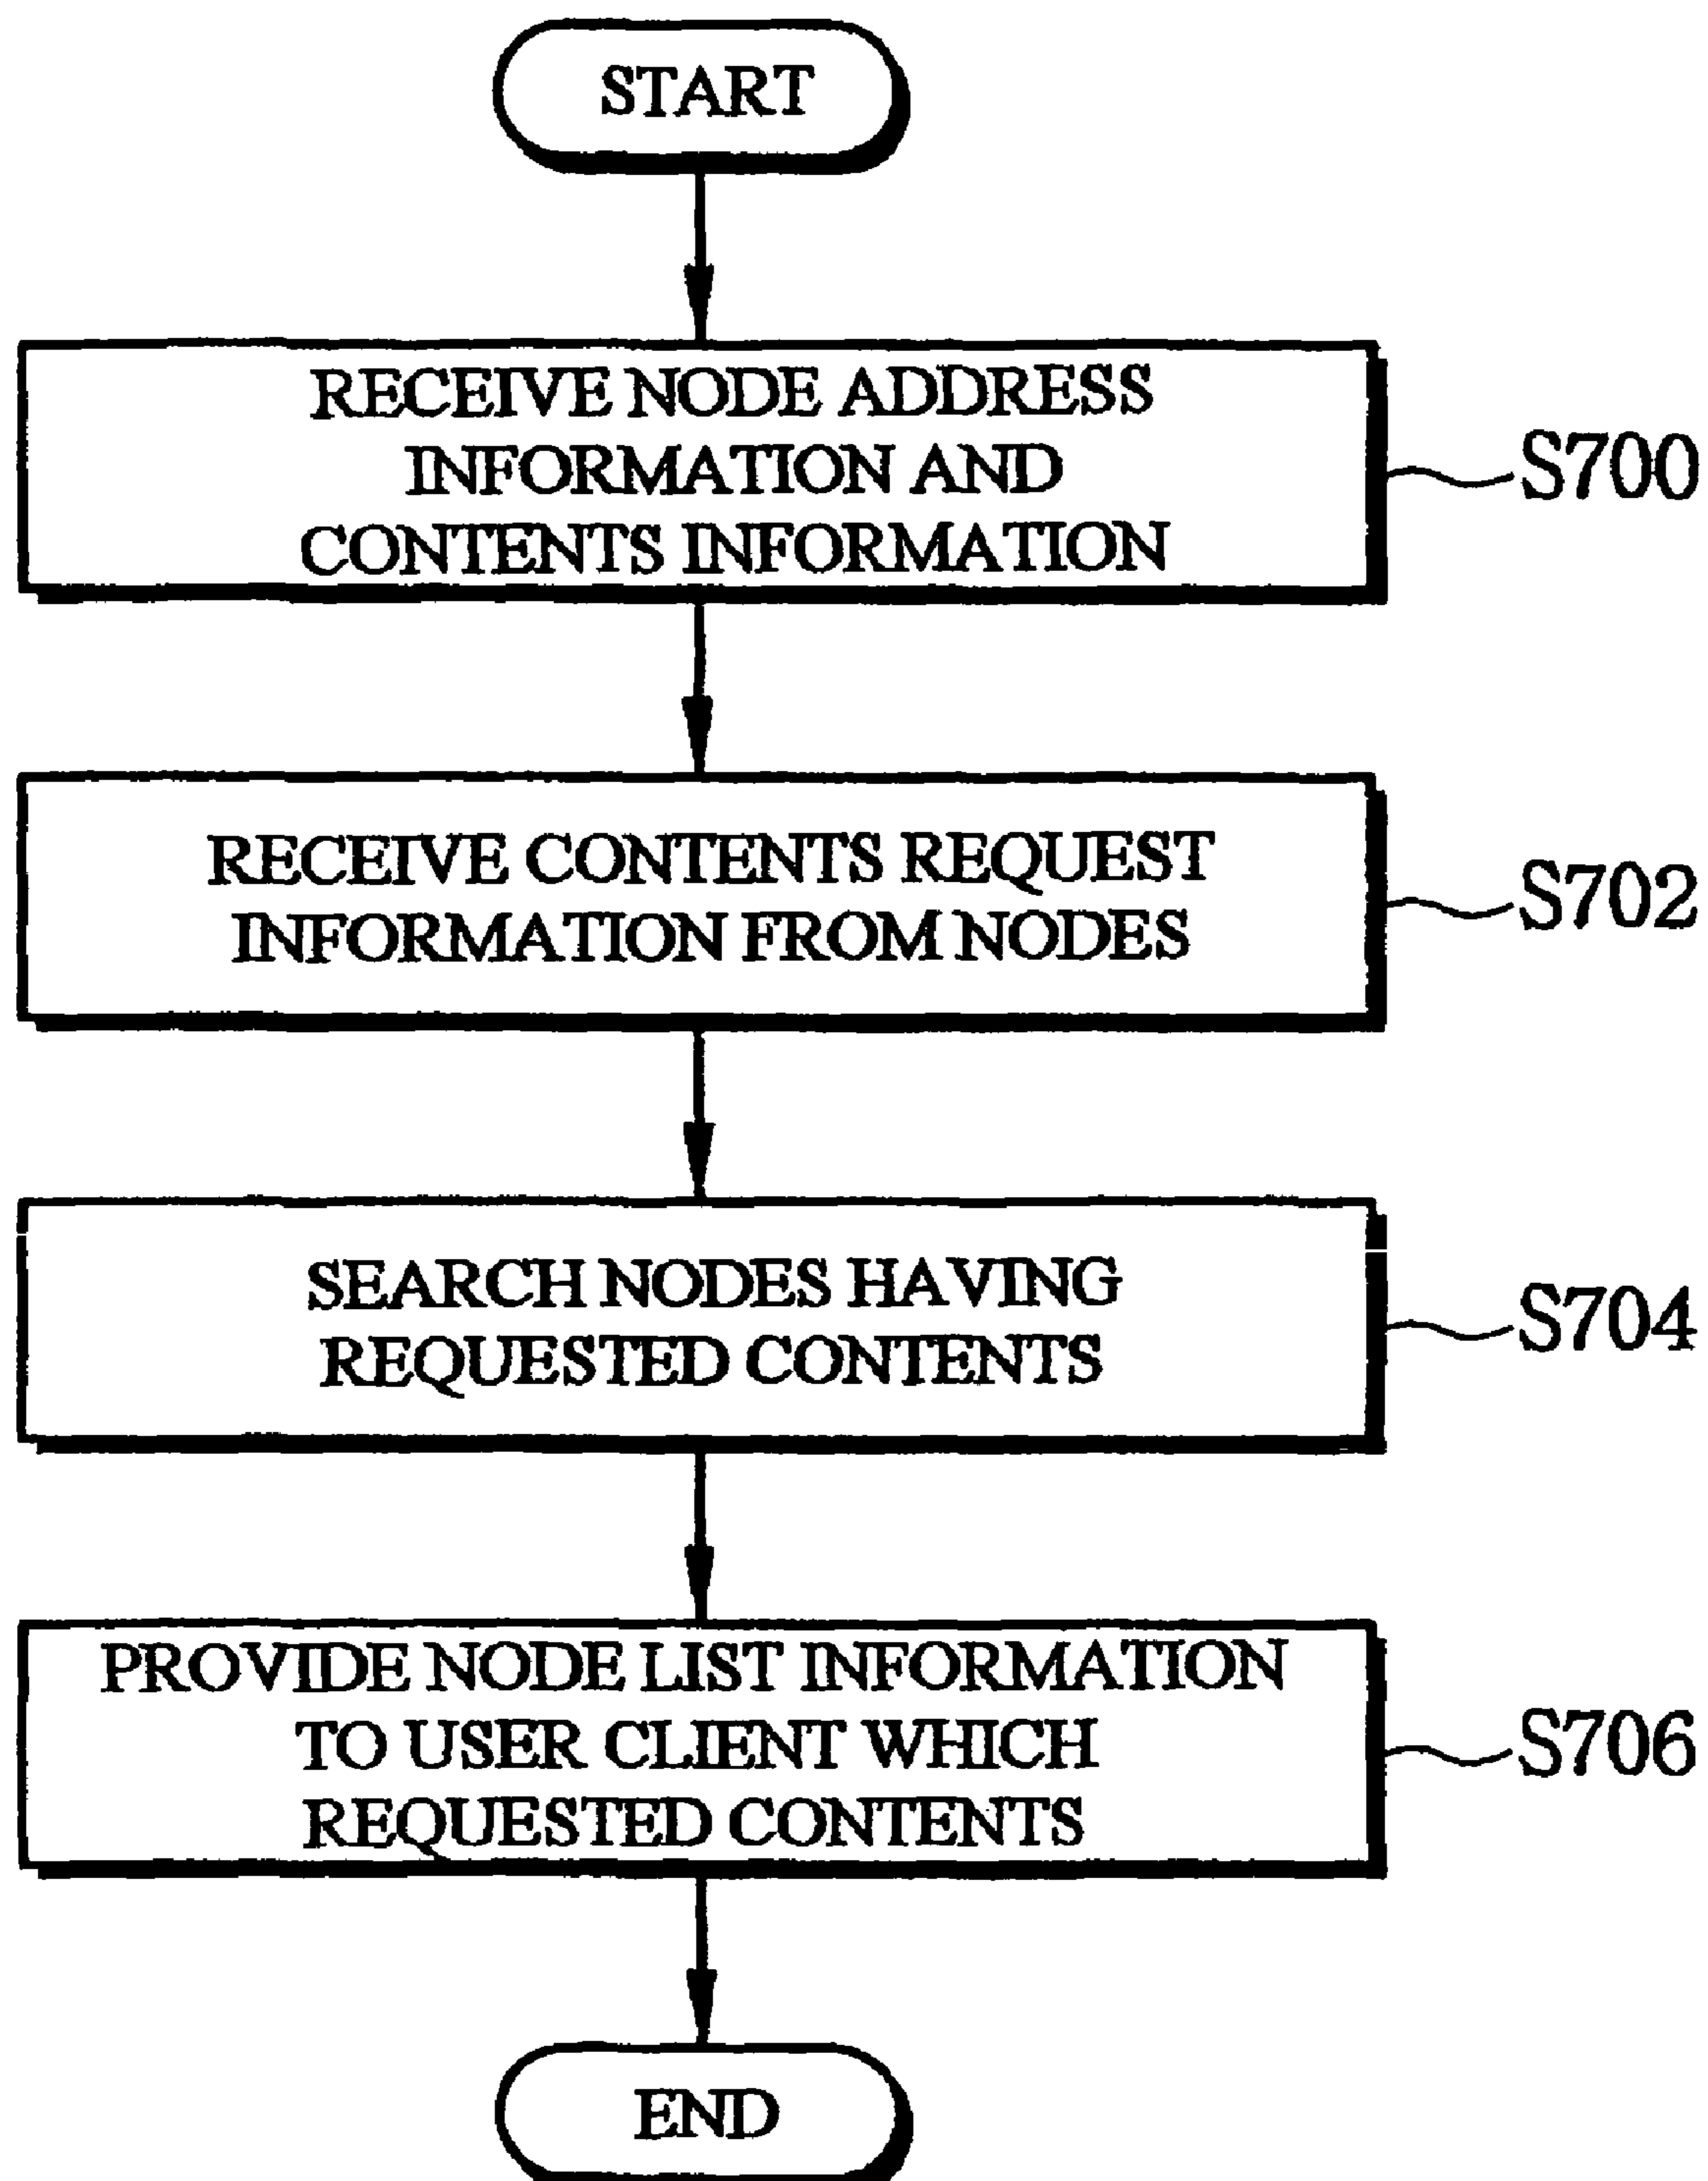 START
RECEIVE NODE ADDRESS
INFORMATION AND
CONTENTS INFORMATION
S700
RECEIVE CONTENTS REQUEST
INFORMATION FROM NODES
S702
SEARCH NODES HAVING
REQUESTED CONTENTS
S704
PROVIDE NODE LIST INFORMATION
TO USER CLIENT WHICH
REQUESTED CONTENTS
S706
END